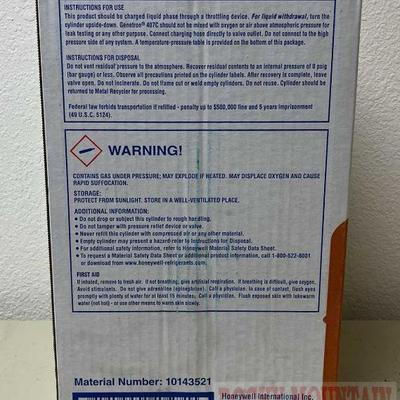 INSTRUCTIONS FOR USE
This product should be charged liquid phase through a throttling device. For liquid withdrawal, turn the
cylinder upside-down. Genetron® 407C should not be mixed with oxygen or air above atmospheric pressure for
leak testing or any other purpose. Connect charging hose directly to valve outlet. Do not connect to the high
pressure side of any system. A temperature-pressure table is provided on the bottom of this package.
INSTRUCTIONS FOR DISPOSAL
Do not vent residual pressure to the atmosphere. Recover residual contents to an internal pressure of 0 psig
(bar gauge) or less. Observe all precautions printed on the cylinder labels. After recovery is complete, leave
valve open. Do not incinerate. Do not flame cut or weld empty cylinders. Do not reuse. Cylinder should be
returned to Metal Recycler for processing.
Federal law forbids transportation if refilled - penalty up to $500,000 fine and 5 years imprisonment
(49 U.S.C. 5124).
WARNING!
CONTAINS GAS UNDER PRESSURE; MAY EXPLODE IF HEATED. MAY DISPLACE OXYGEN AND CAUSE
RAPID SUFFOCATION.
STORAGE:
PROTECT FROM SUNLIGHT. STORE IN A WELL-VENTILATED PLACE.
ADDITIONAL INFORMATION:
• Do not drop or subject this cylinder to rough handling.
• Do not tamper with pressure relief device or valve.
• Never refill this cylinder with compressed air or any other material.
• Empty cylinder may present a hazard-refer to Instructions for Disposal.
• For additional safety information, refer to Honeywell Material Safety Data Sheet.
• To request a Material Safety Data Sheet or additional product information, call 1-800-522-8001
or download from www.honeywell-refrigerants.com.
FIRST AID
If inhaled, remove to fresh air. If not breathing, give artificial respiration. If breathing is difficult, give oxygen.
Avoid stimulants. Do not give adrenaline (epinephrine). Call a physician. In case of contact, flush eyes
promptly with plenty of water for at least 15 minutes. Call a physician. Flush exposed skin with lukewarm
water (not hot) - or use other means to warm skin slowly.
Material Number: 10143521
Honeywell International Inc.
ROCKY MOUNTAIN